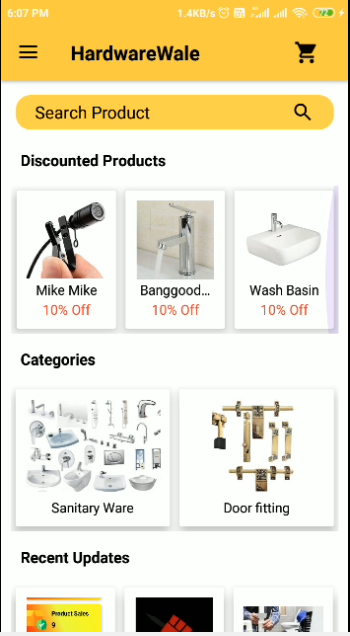 6:07 PM 1.4KB/s
HardwareWale
Search Product
Discounted Products
Mike Mike
10% Off
Banggood...
10% Off
Wash Basin
10% Off
Categories
Sanitary Ware
Door fitting
Recent Updates
Product Sales
9